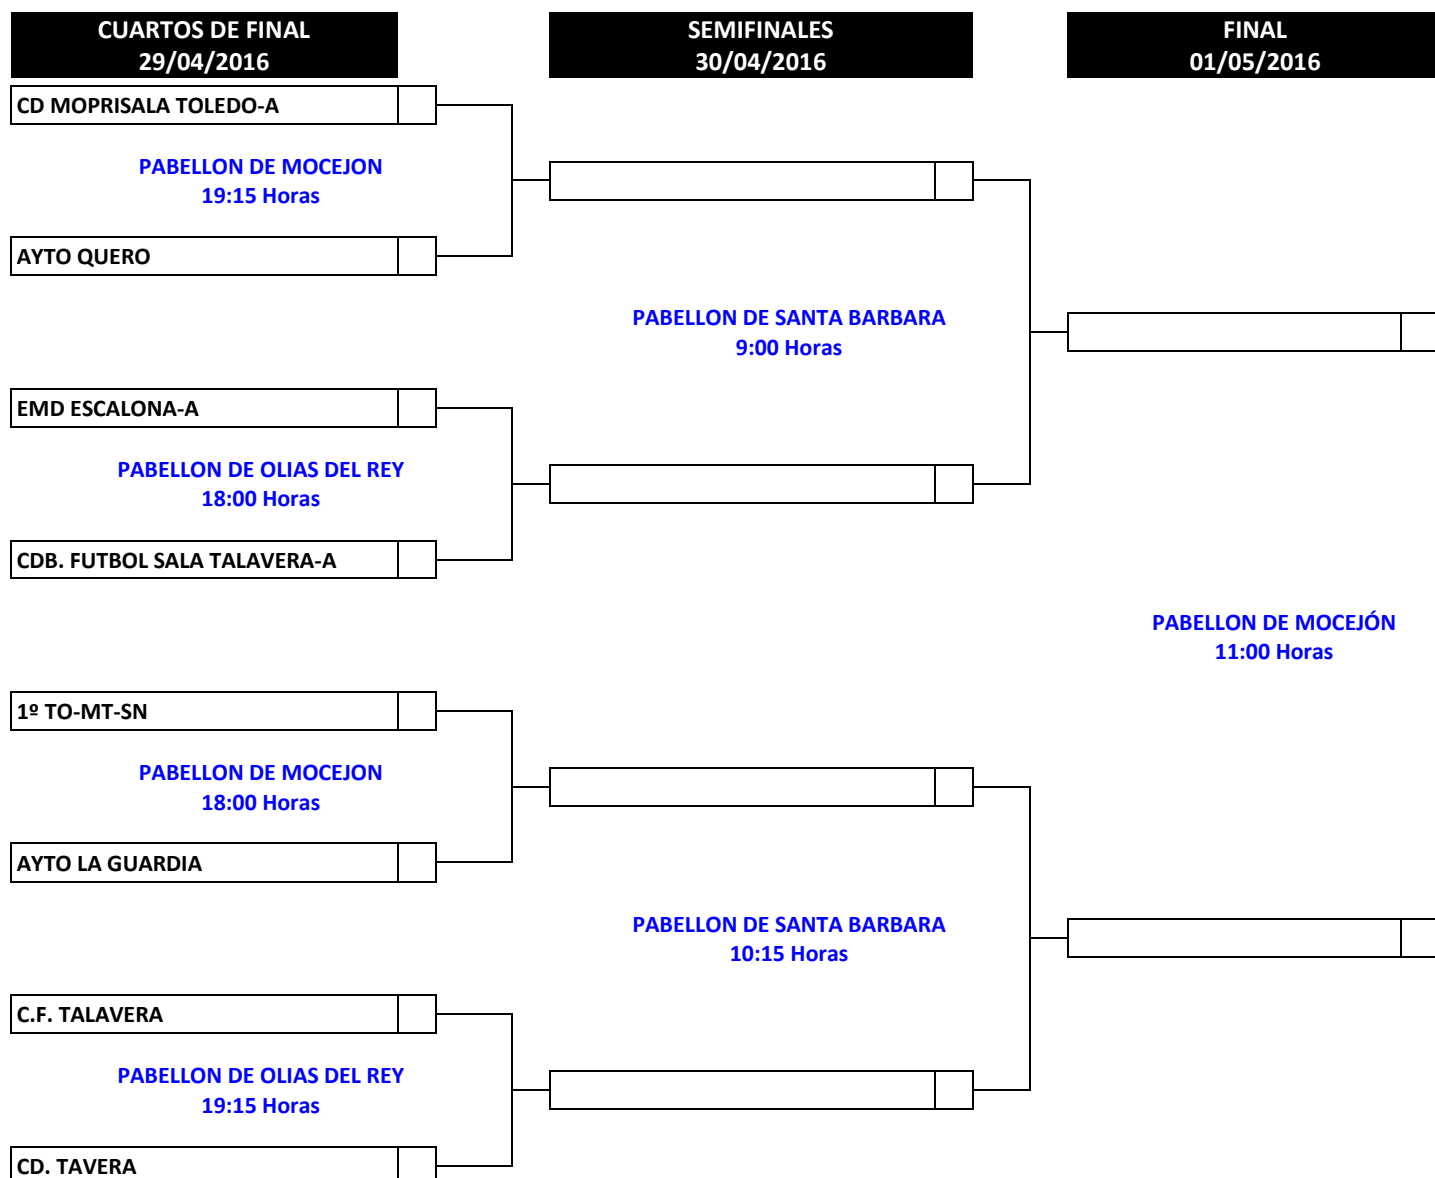 CUARTOS DE FINAL
29/04/2016
SEMIFINALES
30/04/2016
FINAL
01/05/2016
CD MOPRISALA TOLEDO-A
PABELLON DE MOCEJON
19:15 Horas
AYTO QUERO
PABELLON DE SANTA BARBARA
9:00 Horas
EMD ESCALONA-A
PABELLON DE OLIAS DEL REY
18:00 Horas
CDB. FUTBOL SALA TALAVERA-A
PABELLON DE MOCEJÓN
11:00 Horas
1º TO-MT-SN
PABELLON DE MOCEJON
18:00 Horas
AYTO LA GUARDIA
PABELLON DE SANTA BARBARA
10:15 Horas
C.F. TALAVERA
PABELLON DE OLIAS DEL REY
19:15 Horas
CD. TAVERA